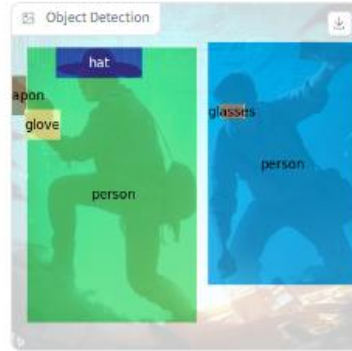 Object Detection
hat
apon
glove
glasses
person
person